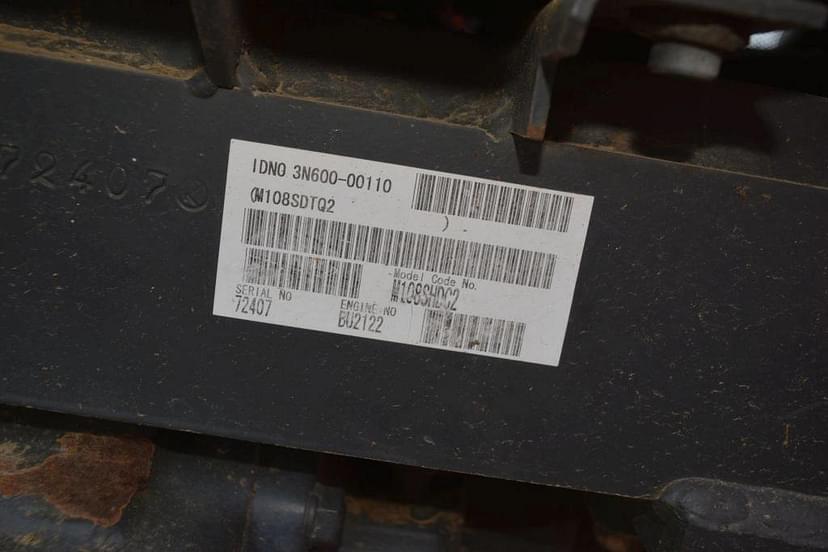 72407
IDNO 3N600-00110
(M108SDTQ2
)
Model Code No.
M108SHDC2
SERIAL NO
72407
ENGINE NO
BU2122